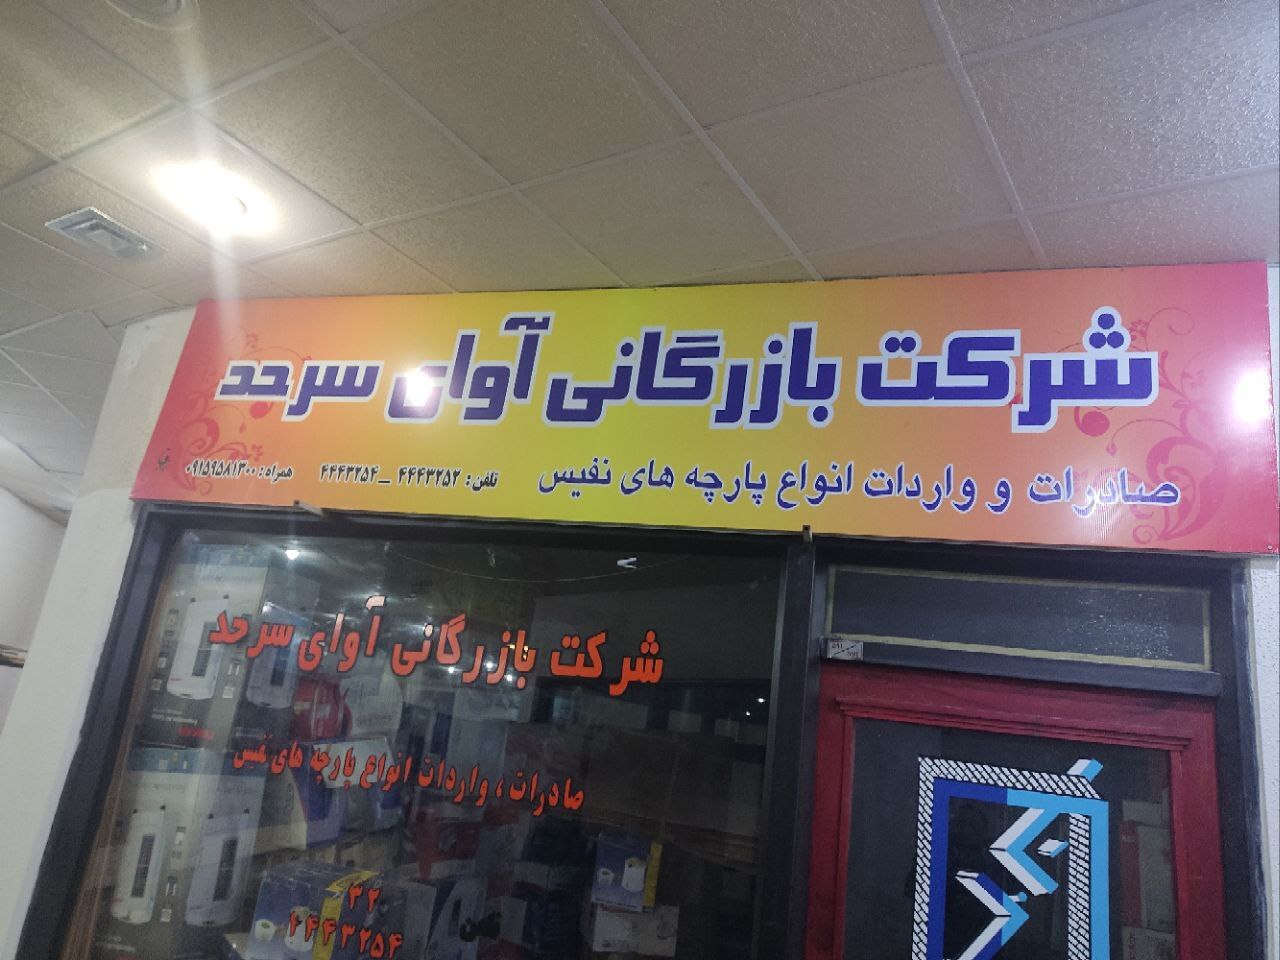 شرکت بازرگانی آوای سرحد
صادرات و واردات انواع پارچه های نفیس
تلفن: ۴۴۴۳۲۵۲ _ ۴۴۴۳۲۵۴
همراه: ۰۹۱۵۹۵۸۱۳۰۰
شرکت بازرگانی آوای سرحد
صادرات، واردات انواع پارچه های نفیس
۳۲
۴۴۴۳۲۵۴